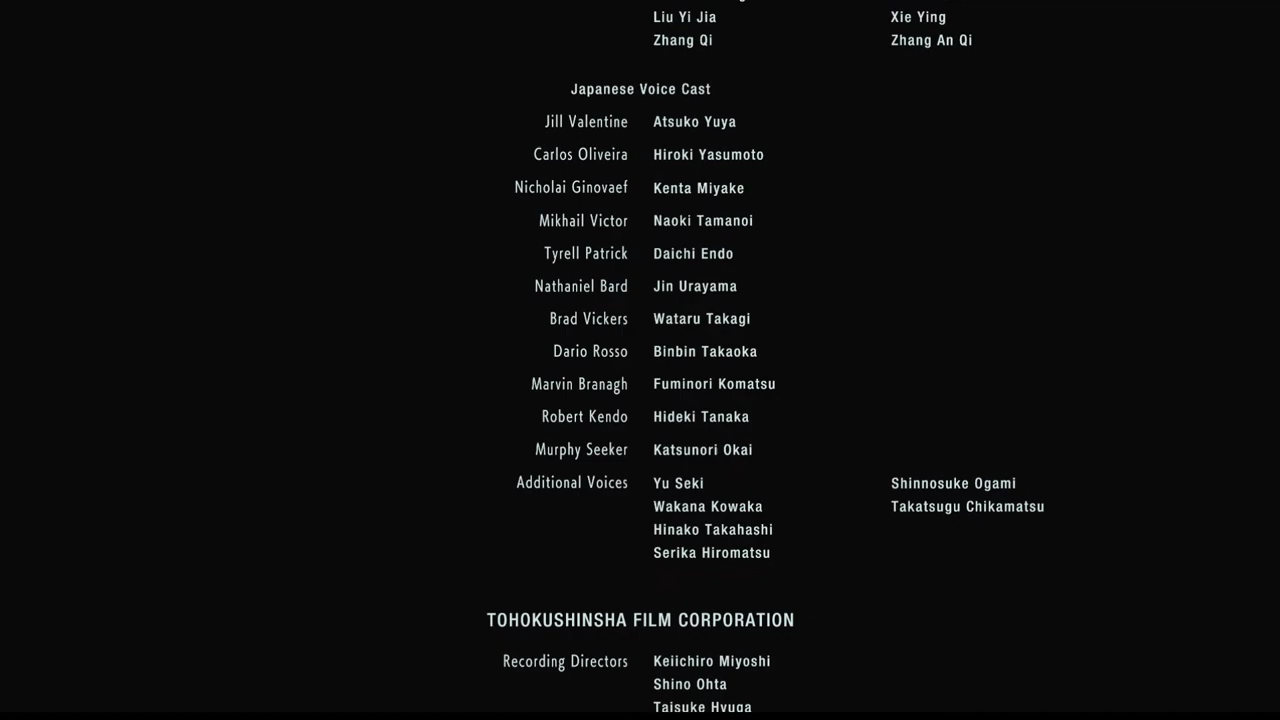 Liu Yi Jia Xie Ying
Zhang Qi Zhang An Qi
Japanese Voice Cast
Jill Valentine Atsuko Yuya
Carlos Oliveira Hiroki Yasumoto
Nicholai Ginovaef Kenta Miyake
Mikhail Victor Naoki Tamanoi
Tyrell Patrick Daichi Endo
Nathaniel Bard Jin Urayama
Brad Vickers Wataru Takagi
Dario Rosso Binbin Takaoka
Marvin Branagh Fuminori Komatsu
Robert Kendo Hideki Tanaka
Murphy Seeker Katsunori Okai
Additional Voices Yu Seki Shinnosuke Ogami
Wakana Kowaka Takatsugu Chikamatsu
Hinako Takahashi
Serika Hiromatsu
TOHOKUSHINSHA FILM CORPORATION
Recording Directors Keiichiro Miyoshi
Shino Ohta
Taisuke Hyuga